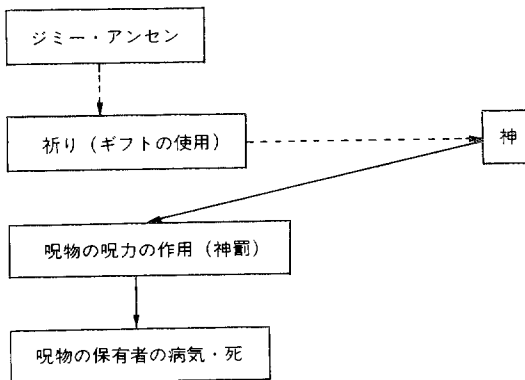 ジミー・アンセン
祈り（ギフトの使用）
神
呪物の呪力の作用（神罰）
呪物の保有者の病気・死